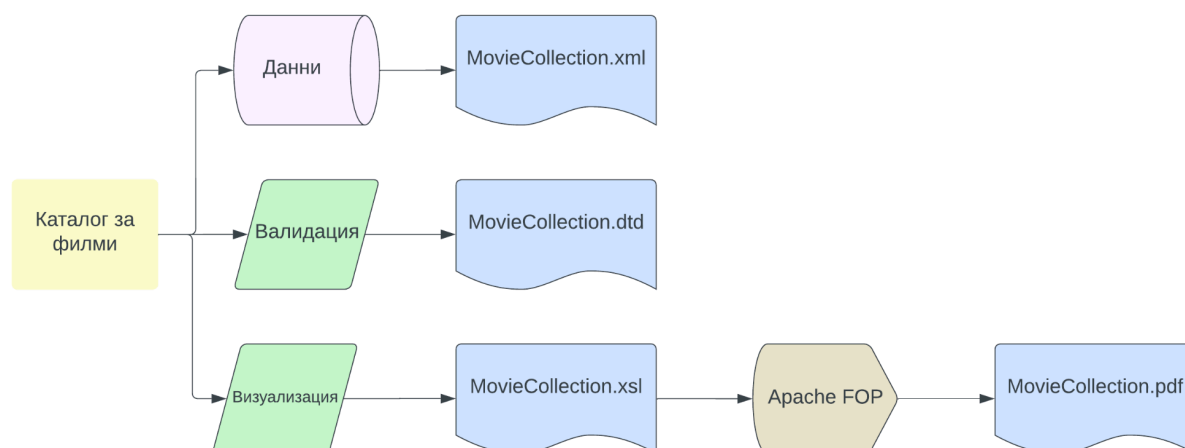 Данни
MovieCollection.xml
Каталог за
филми
Валидация
MovieCollection.dtd
Визуализация
MovieCollection.xsl
Apache FOP
MovieCollection.pdf